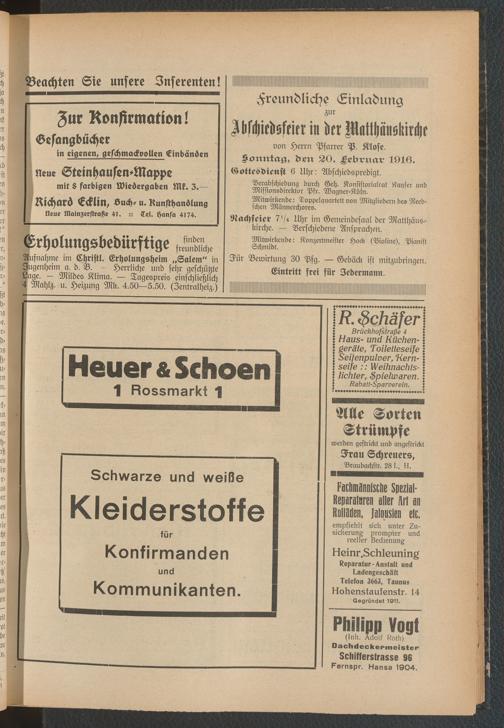 Beachten Sie unsere Inserenten!
Zur Konfirmation!
Gesangbücher
in eigenen, geschmackvollen Einbänden
Neue Steinhausen-Mappe
mit 8 farbigen Wiedergaben Mk. 3.—
Richard Ecklin, Buch- u. Kunsthandlung
Neue Mainzerstraße 41. :: Tel. Hansa 4174.
Erholungsbedürftige finden freundliche
Aufnahme im Christl. Erholungsheim „Salem“ in
Jugenheim a. d. B. — Herrliche und sehr geschützte
Lage. — Mildes Klima. — Tagespreis einschließlich
4 Mahlz. u. Heizung Mk. 4.50—5.50. (Zentralheig.)
Freundliche Einladung
zur
Abschiedsfeier in der Matthäuskirche
von Herrn Pfarrer P. Klose.
Sonntag, den 20. Februar 1916.
Gottesdienst 6 Uhr: Abschiedspredigt.
Verabschiedung durch Geh. Konsistorialrat Kayser und
Missionsdirektor Pfr. Wagner-Köln.
Mitwirkende: Doppelquartett von Mitgliedern des Neeb-
schen Männerchores.
Nachfeier 7¼ Uhr im Gemeindesaal der Matthäus-
kirche. — Verschiedene Ansprachen.
Mitwirkende: Konzertmeister Hock (Violine), Pianist
Schmidt.
Für Bewirtung 30 Pfg. — Gebäck ist mitzubringen.
Eintritt frei für Jedermann.
Heuer & Schoen
1 Rossmarkt 1
Schwarze und weiße
Kleiderstoffe
für
Konfirmanden
und
Kommunikanten.
R. Schäfer
Brückhofstraße 4
Haus- und Küchen-
geräte, Toiletteseife
Seifenpulver, Kern-
seife :: Weihnachts-
lichter, Spielwaren.
Rabatt-Sparverein.
Alle Sorten
Strümpfe
werden gestrickt und angestrickt
Frau Schreuers,
Braubachstr. 28 I., II.
Fachmännische Spezial-
Reparaturen aller Art an
Rolläden, Jalousien etc.
empfiehlt sich unter Zu-
sicherung prompter und
reeller Bedienung
Heinr. Schleuning
Reparatur-Anstalt und
Ladengeschäft
Telefon 3663, Taunus
Hohenstaufenstr. 14
Gegründet 1911.
Philipp Vogt
(Inh. Adolf Roth)
Dachdeckermeister
Schifferstrasse 96
Fernspr. Hansa 1904.